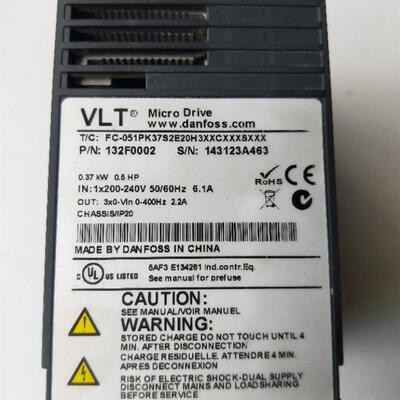 VLT® Micro Drive
www.danfoss.com
T/C: FC-051PK37S2E20H3XXCXXXSXXX
P/N: 132F0002 S/N: 143123A463
0.37 kW 0.5 HP
IN:1x200-240V 50/60Hz 6.1A
OUT: 3x0-Vin 0-400Hz 2.2A
CHASSIS/IP20
RoHS CE
MADE BY DANFOSS IN CHINA
C UL US LISTED 5AF3 E134261 Ind.contr.Eq.
See manual for prefuse
CAUTION:
SEE MANUAL/VOIR MANUEL
WARNING:
STORED CHARGE DO NOT TOUCH UNTIL 4
MIN. AFTER DISCONNECTION
CHARGE RESIDUELLE, ATTENDRE 4 MIN.
APRES DECONNEXION
RISK OF ELECTRIC SHOCK-DUAL SUPPLY
DISCONNECT MAINS AND LOADSHARING
BEFORE SERVICE